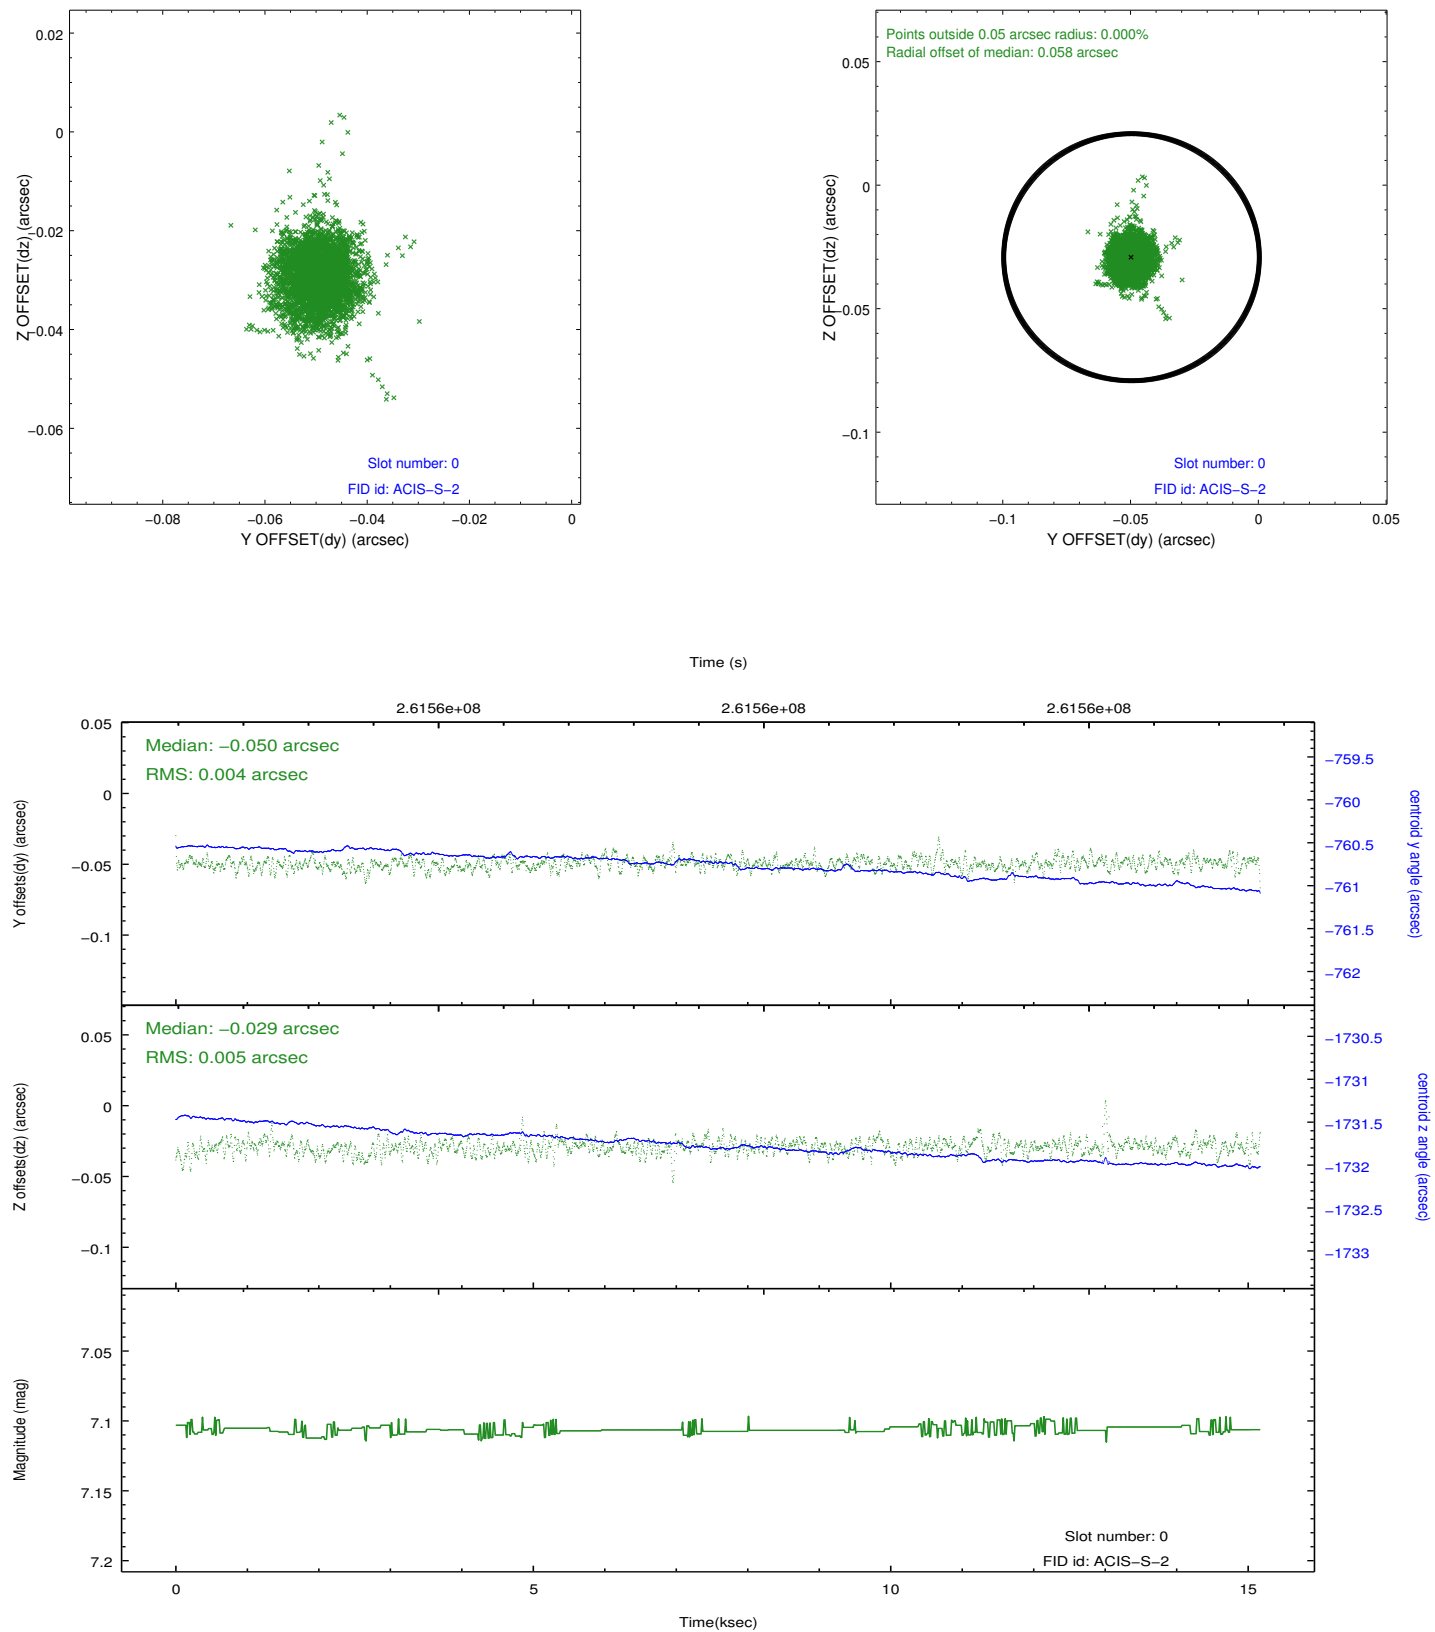 0.02
0
−0.02
−0.04
−0.06
Z OFFSET(dz) (arcsec)
Slot number: 0
FID id: ACIS−S−2
−0.08
−0.06
−0.04
−0.02
0
Y OFFSET(dy) (arcsec)
Points outside 0.05 arcsec radius: 0.000%
Radial offset of median: 0.058 arcsec
0.05
0
−0.05
−0.1
Z OFFSET(dz) (arcsec)
Slot number: 0
FID id: ACIS−S−2
−0.1
−0.05
0
0.05
Y OFFSET(dy) (arcsec)
Time (s)
2.6156e+08
2.6156e+08
2.6156e+08
0.05
0
−0.05
−0.1
Y offsets(dy) (arcsec)
Median: −0.050 arcsec
RMS: 0.004 arcsec
−759.5
−760
−760.5
−761
−761.5
−762
centroid y angle (arcsec)
0.05
0
−0.05
−0.1
Z offsets(dz) (arcsec)
Median: −0.029 arcsec
RMS: 0.005 arcsec
−1730.5
−1731
−1731.5
−1732
−1732.5
−1733
centroid z angle (arcsec)
7.05
7.1
7.15
7.2
Magnitude (mag)
Slot number: 0
FID id: ACIS−S−2
0
5
10
15
Time(ksec)